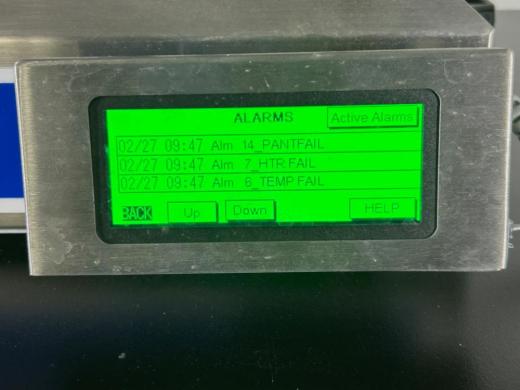 ALARMS Active Alarms
02/27 09:47 Alm 14_PANTFAIL
02/27 09:47 Alm 7_HTR FAIL
02/27 09:47 Alm 6_TEMP FAIL
BACK Up Down HELP